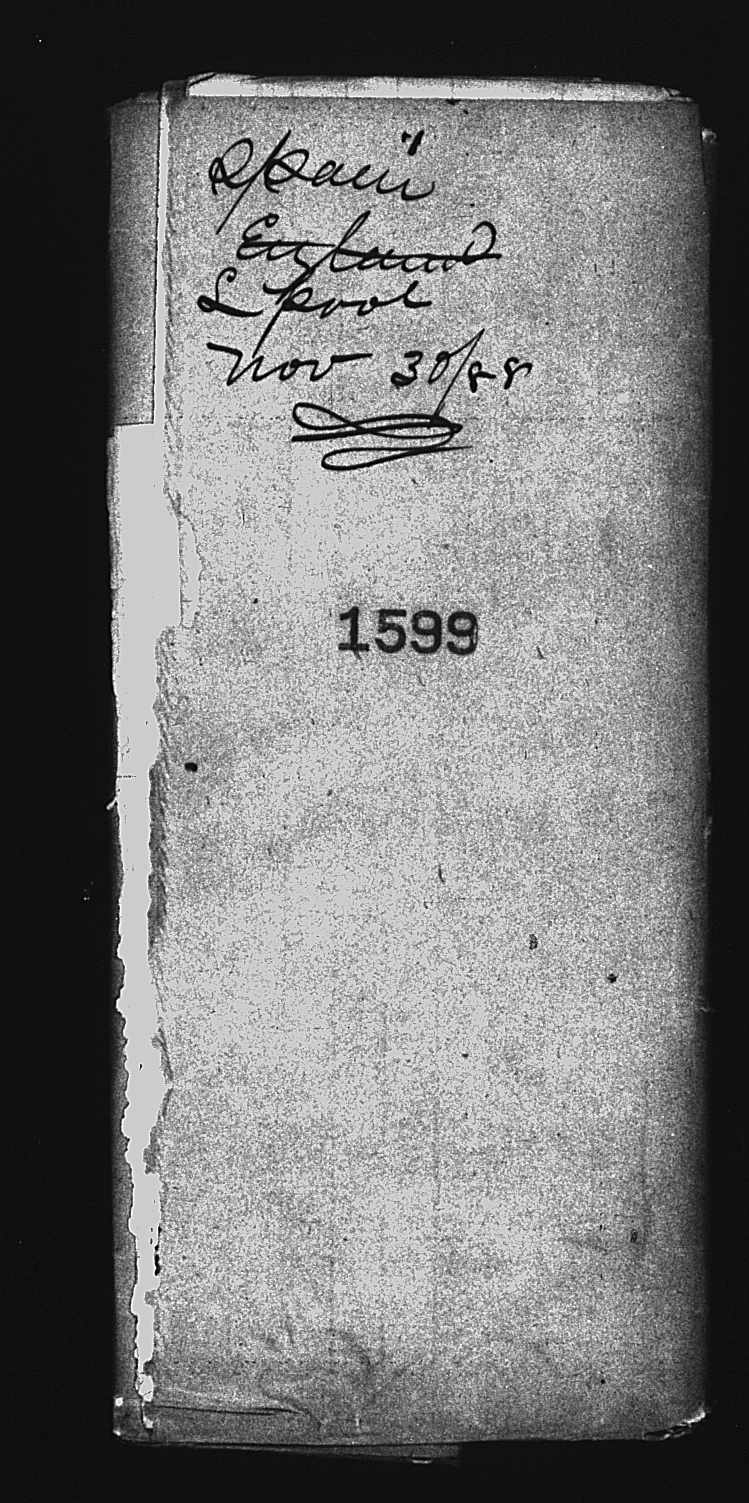 Spain
England
L'pool
Nov 30/88
1599